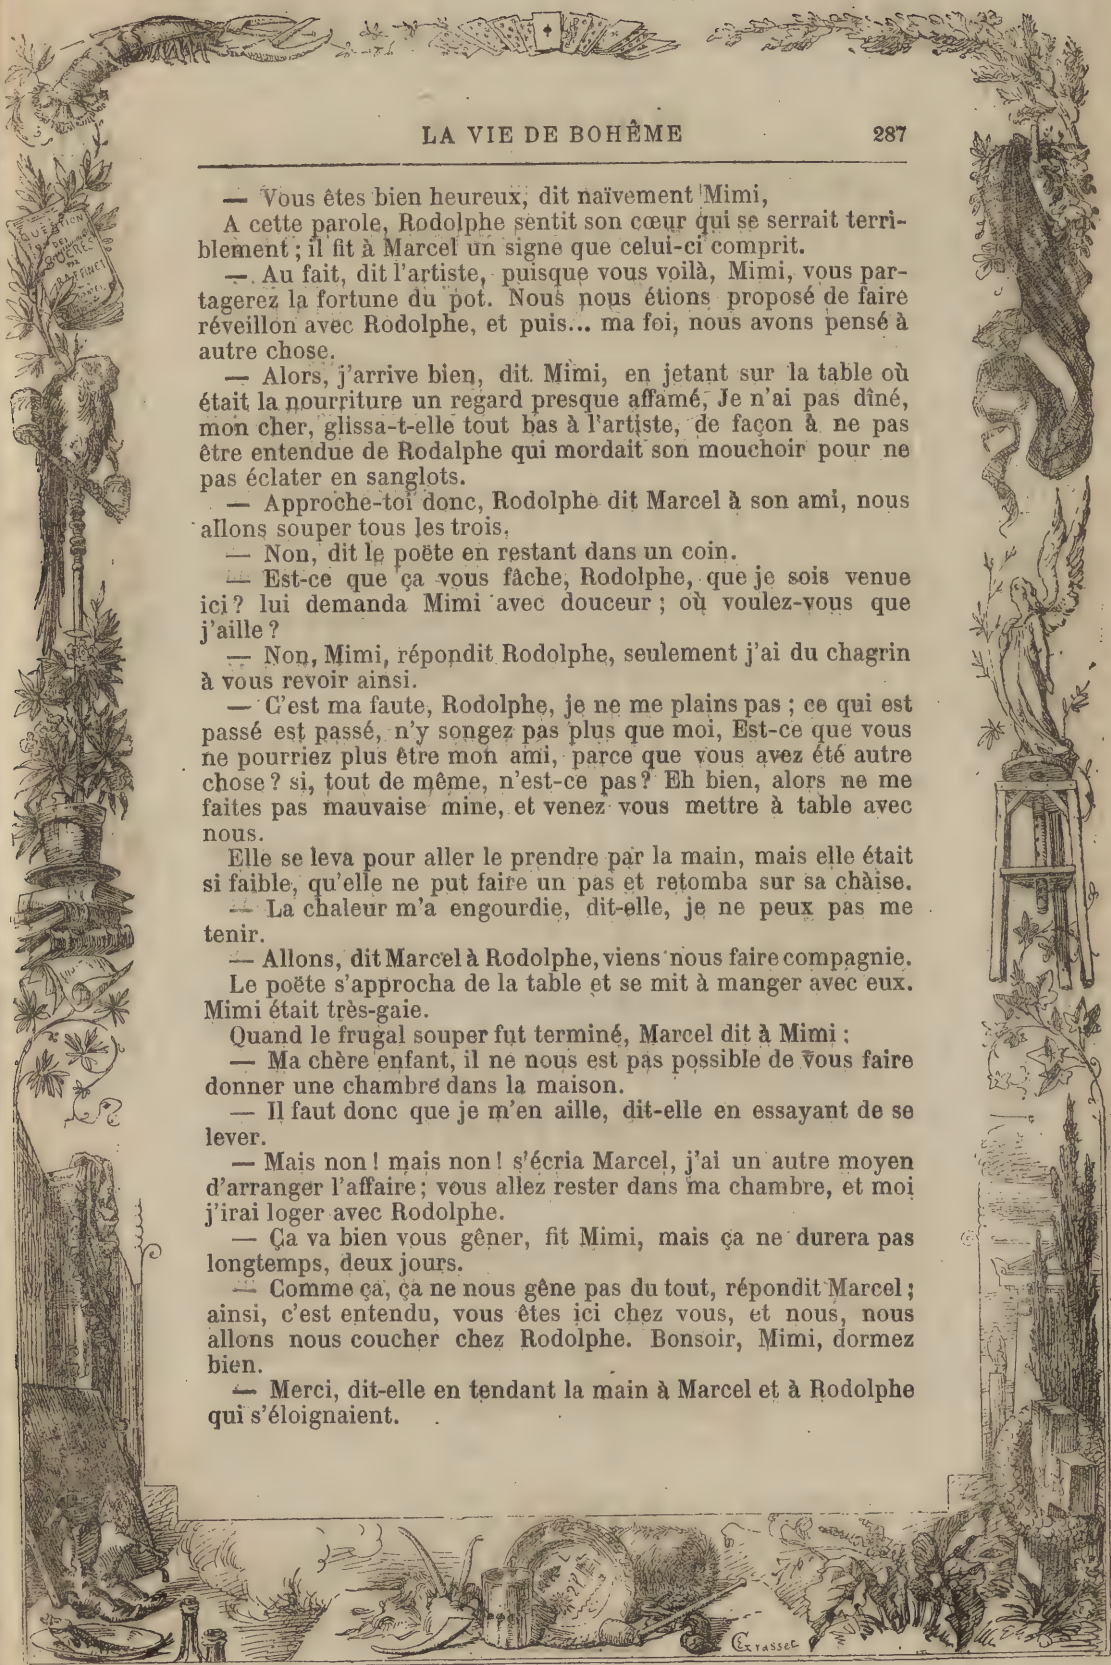 LA VIE DE BOHÊME 287
— Vous êtes bien heureux, dit naïvement Mimi,
A cette parole, Rodolphe sentit son cœur qui se serrait terri-
blement ; il fit à Marcel un signe que celui-ci comprit.
— Au fait, dit l'artiste, puisque vous voilà, Mimi, vous par-
tagerez la fortune du pot. Nous nous étions proposé de faire
réveillon avec Rodolphe, et puis... ma foi, nous avons pensé à
autre chose.
— Alors, j'arrive bien, dit Mimi, en jetant sur la table où
était la nourriture un regard presque affamé, Je n'ai pas dîné,
mon cher, glissa-t-elle tout bas à l'artiste, de façon à ne pas
être entendue de Rodalphe qui mordait son mouchoir pour ne
pas éclater en sanglots.
— Approche-toi donc, Rodolphe dit Marcel à son ami, nous
allons souper tous les trois.
— Non, dit le poëte en restant dans un coin.
— Est-ce que ça vous fâche, Rodolphe, que je sois venue
ici ? lui demanda Mimi avec douceur ; où voulez-vous que
j'aille ?
— Non, Mimi, répondit Rodolphe, seulement j'ai du chagrin
à vous revoir ainsi.
— C'est ma faute, Rodolphe, je ne me plains pas ; ce qui est
passé est passé, n'y songez pas plus que moi, Est-ce que vous
ne pourriez plus être mon ami, parce que vous avez été autre
chose ? si, tout de même, n'est-ce pas ? Eh bien, alors ne me
faites pas mauvaise mine, et venez vous mettre à table avec
nous.
Elle se leva pour aller le prendre par la main, mais elle était
si faible, qu'elle ne put faire un pas et retomba sur sa chàise.
— La chaleur m'a engourdie, dit-elle, je ne peux pas me
tenir.
— Allons, dit Marcel à Rodolphe, viens nous faire compagnie.
Le poëte s'approcha de la table et se mit à manger avec eux.
Mimi était très-gaie.
Quand le frugal souper fut terminé, Marcel dit à Mimi :
— Ma chère enfant, il ne nous est pas possible de vous faire
donner une chambre dans la maison.
— Il faut donc que je m'en aille, dit-elle en essayant de se
lever.
— Mais non ! mais non ! s'écria Marcel, j'ai un autre moyen
d'arranger l'affaire ; vous allez rester dans ma chambre, et moi
j'irai loger avec Rodolphe.
— Ça va bien vous gêner, fit Mimi, mais ça ne durera pas
longtemps, deux jours.
— Comme ça, ça ne nous gêne pas du tout, répondit Marcel ;
ainsi, c'est entendu, vous êtes ici chez vous, et nous, nous
allons nous coucher chez Rodolphe. Bonsoir, Mimi, dormez
bien.
— Merci, dit-elle en tendant la main à Marcel et à Rodolphe
qui s'éloignaient.
QUESTION
DES
SUCRES
RAFFINET
EGrasset